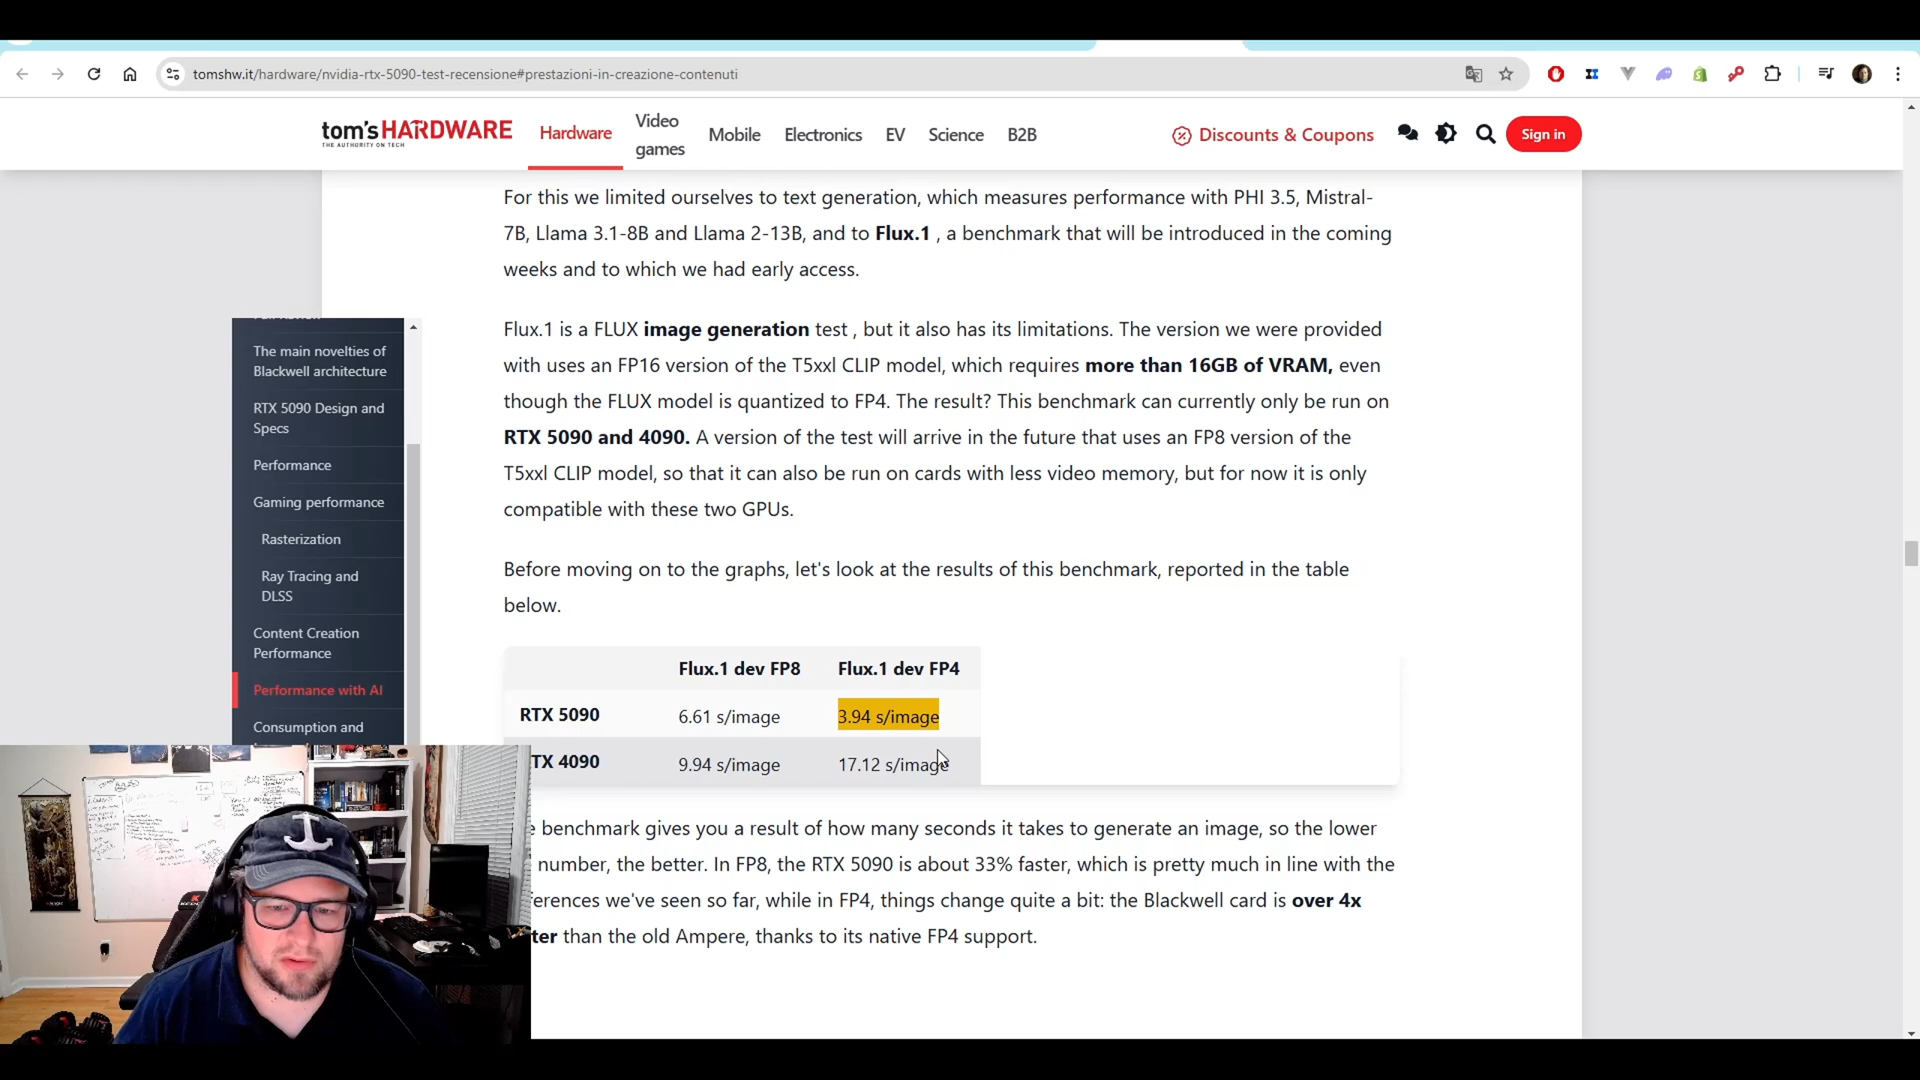 tomshw.it/hardware/nvidia-rtx-5090-test-recensione#prestazioni-in-creazione-contenuti
tom'sHARDWARE
THE AUTHORITY ON TECH
Hardware
Video
games
Mobile
Electronics
EV
Science
B2B
Discounts & Coupons
Sign in
For this we limited ourselves to text generation, which measures performance with PHI 3.5, Mistral-
7B, Llama 3.1-8B and Llama 2-13B, and to Flux.1 , a benchmark that will be introduced in the coming
weeks and to which we had early access.
Flux.1 is a FLUX image generation test , but it also has its limitations. The version we were provided
with uses an FP16 version of the T5xxl CLIP model, which requires more than 16GB of VRAM, even
though the FLUX model is quantized to FP4. The result? This benchmark can currently only be run on
RTX 5090 and 4090. A version of the test will arrive in the future that uses an FP8 version of the
T5xxl CLIP model, so that it can also be run on cards with less video memory, but for now it is only
compatible with these two GPUs.
Before moving on to the graphs, let's look at the results of this benchmark, reported in the table
below.
The main novelties of
Blackwell architecture
RTX 5090 Design and
Specs
Performance
Gaming performance
Rasterization
Ray Tracing and
DLSS
Content Creation
Performance
Performance with AI
Consumption and
Flux.1 dev FP8 Flux.1 dev FP4
RTX 5090 6.61 s/image 3.94 s/image
TX 4090 9.94 s/image 17.12 s/image
e benchmark gives you a result of how many seconds it takes to generate an image, so the lower
number, the better. In FP8, the RTX 5090 is about 33% faster, which is pretty much in line with the
ferences we've seen so far, while in FP4, things change quite a bit: the Blackwell card is over 4x
ter than the old Ampere, thanks to its native FP4 support.